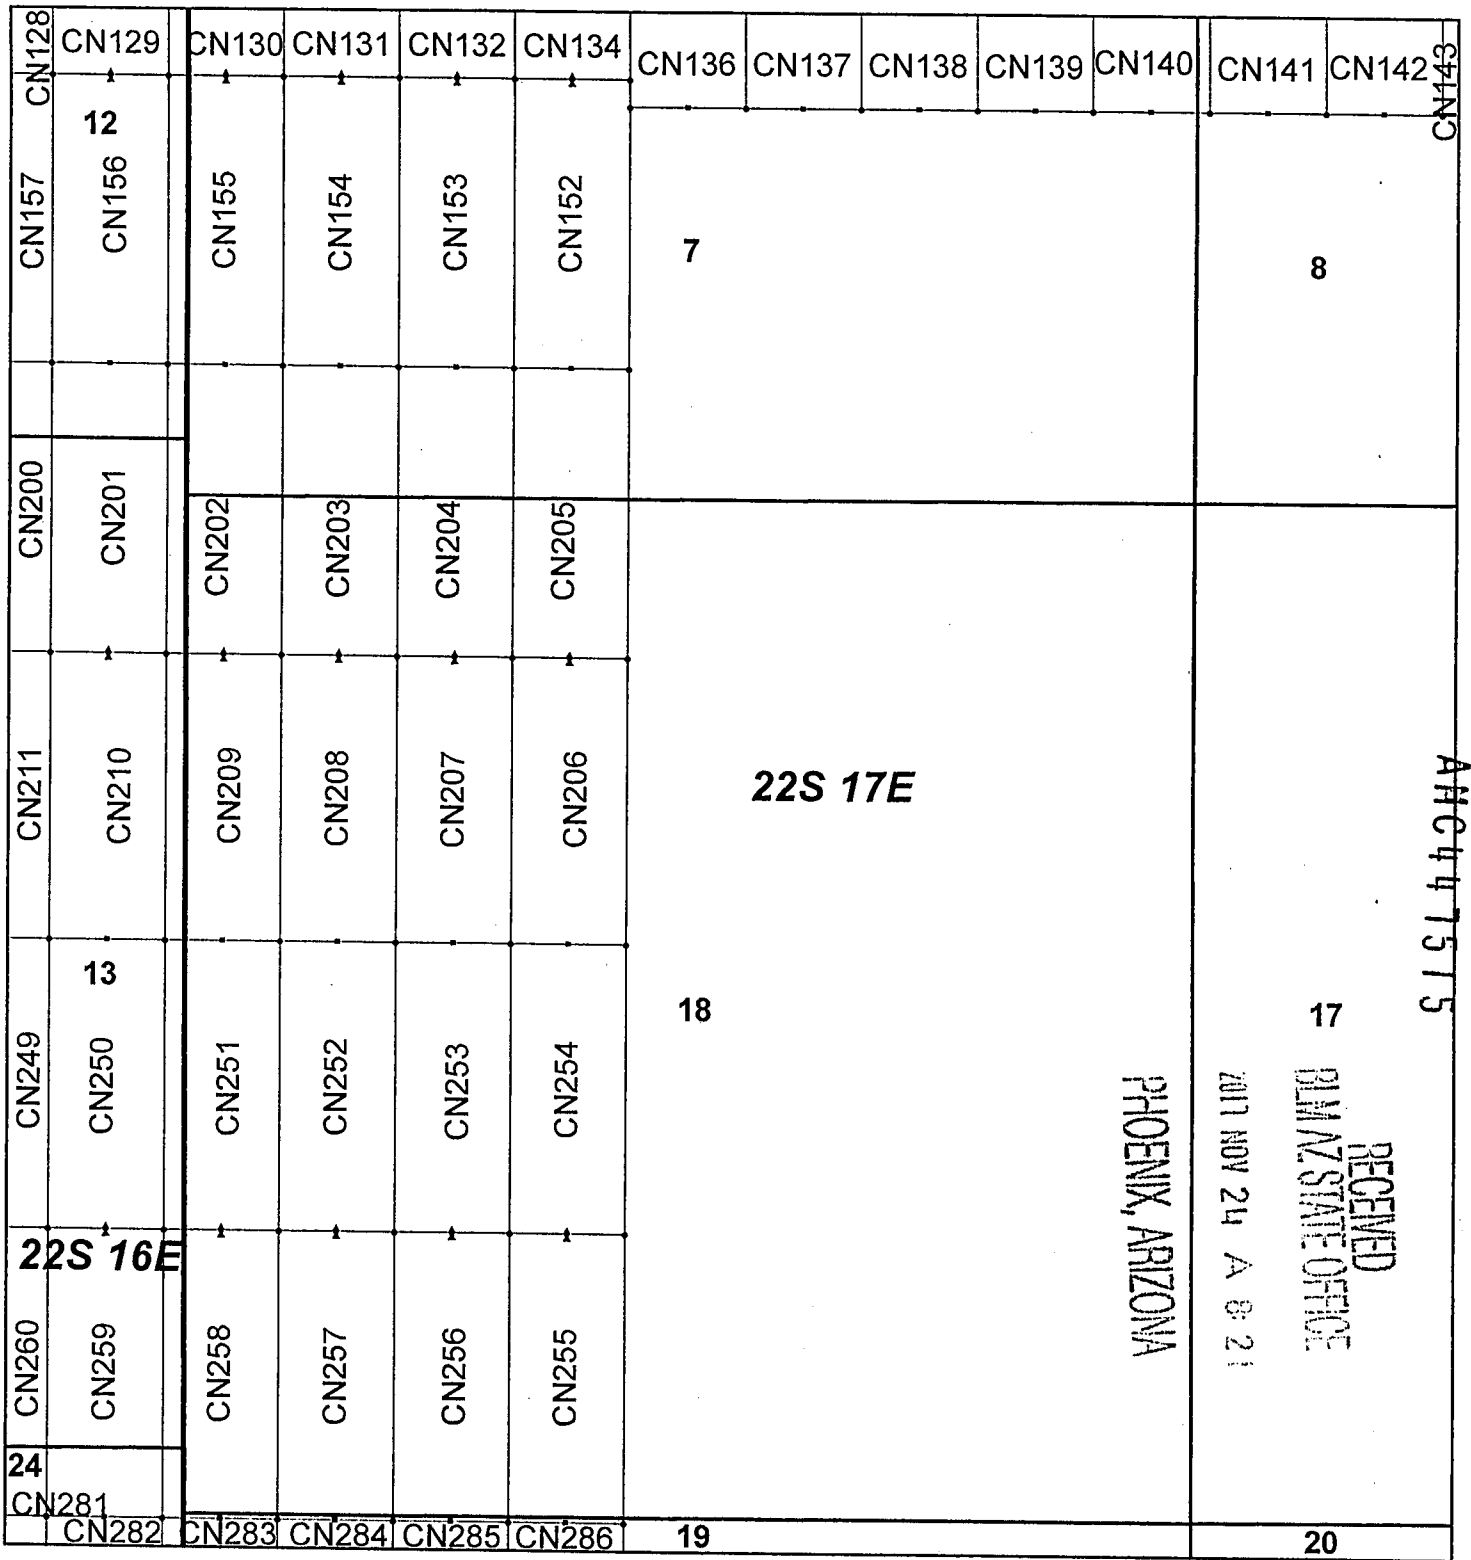 CN128 CN129 CN130 CN131 CN132 CN134 CN136 CN137 CN138 CN139 CN140 CN141 CN142 CN143
12
CN157 CN156 CN155 CN154 CN153 CN152
7
8
CN200 CN201 CN202 CN203 CN204 CN205
CN211 CN210 CN209 CN208 CN207 CN206
22S 17E
13
18
17
CN249 CN250 CN251 CN252 CN253 CN254
22S 16E
CN260 CN259 CN258 CN257 CN256 CN255
24
CN281
CN282 CN283 CN284 CN285 CN286
19
20
AMC447515
RECEIVED
BLM AZ STATE OFFICE
2017 NOV 24 A 8:21
PHOENIX, ARIZONA